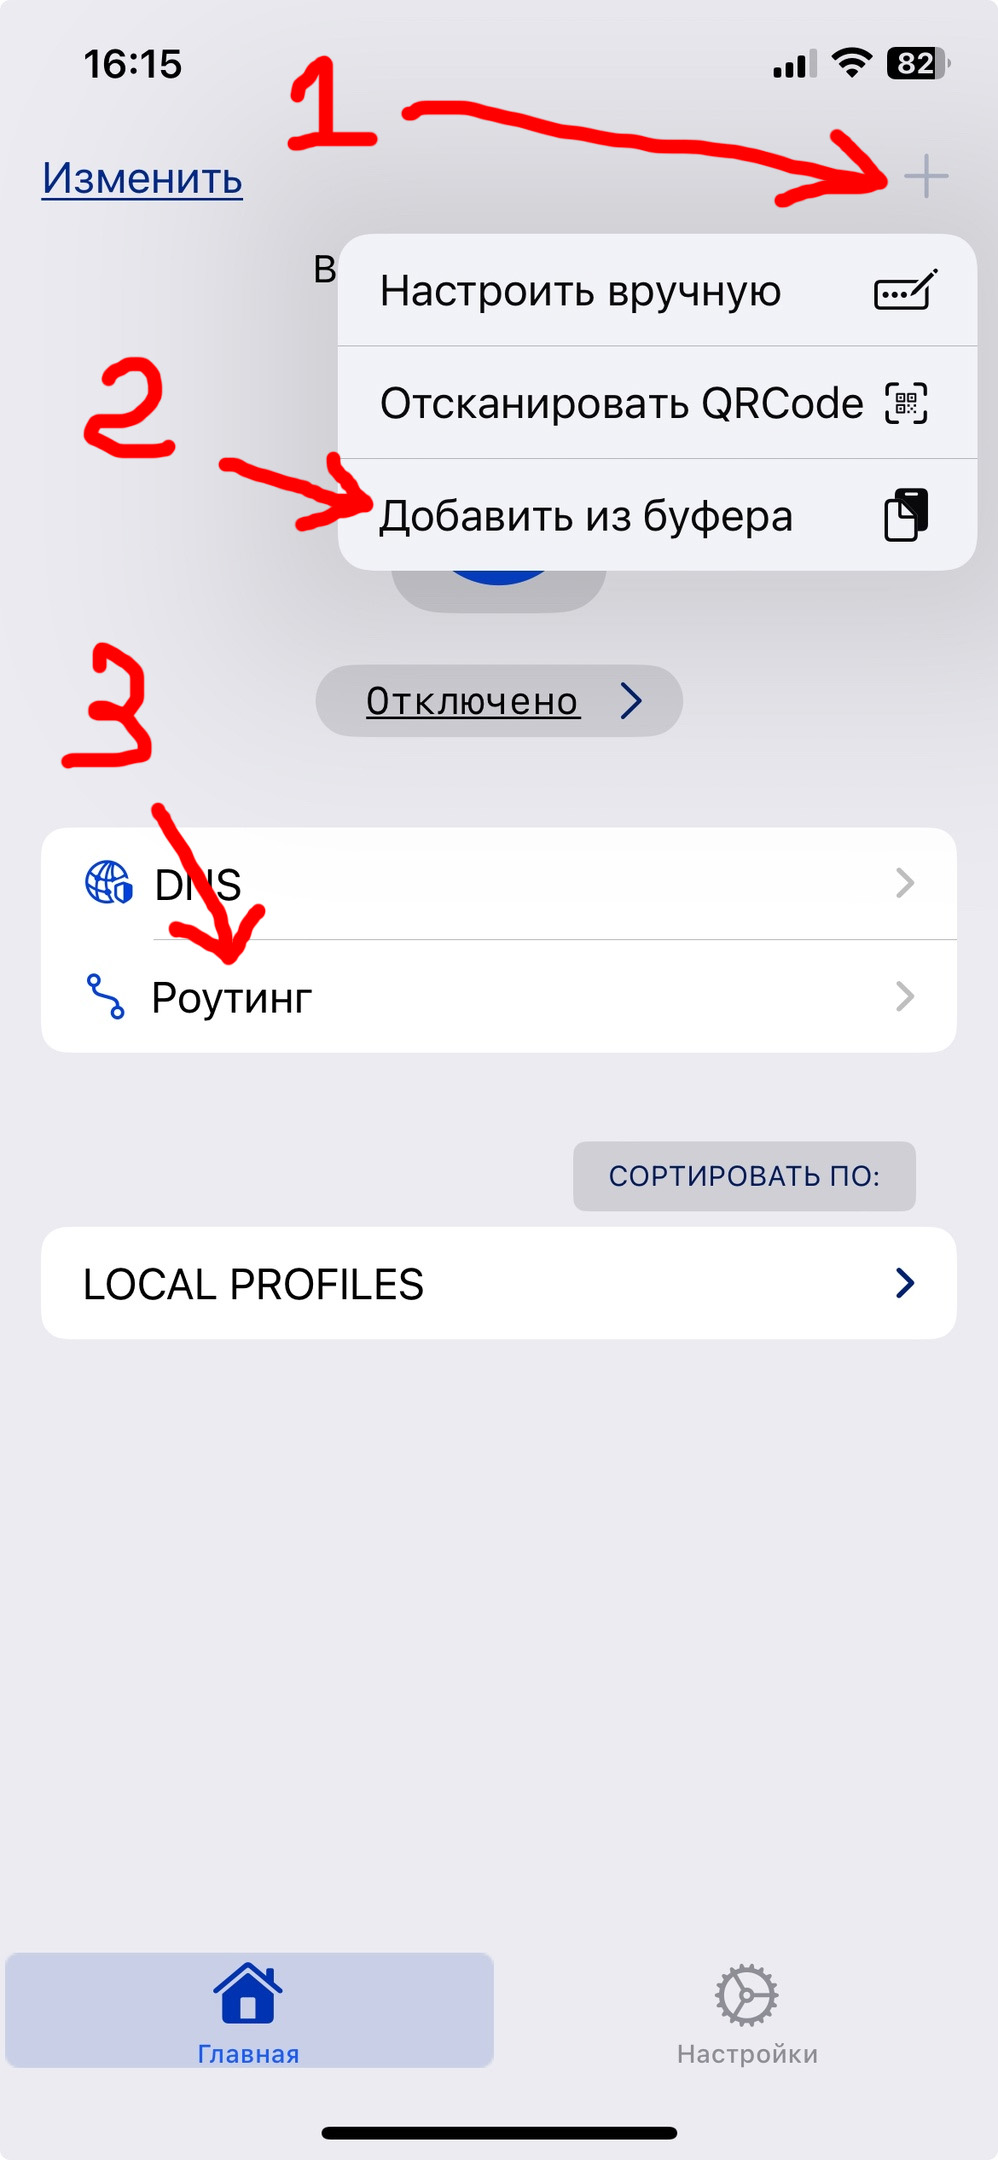 16:15
82
1
Изменить
В
Настроить вручную
Отсканировать QRCode
2
Добавить из буфера
Отключено
3
DNS
Роутинг
СОРТИРОВАТЬ ПО:
LOCAL PROFILES
Главная
Настройки